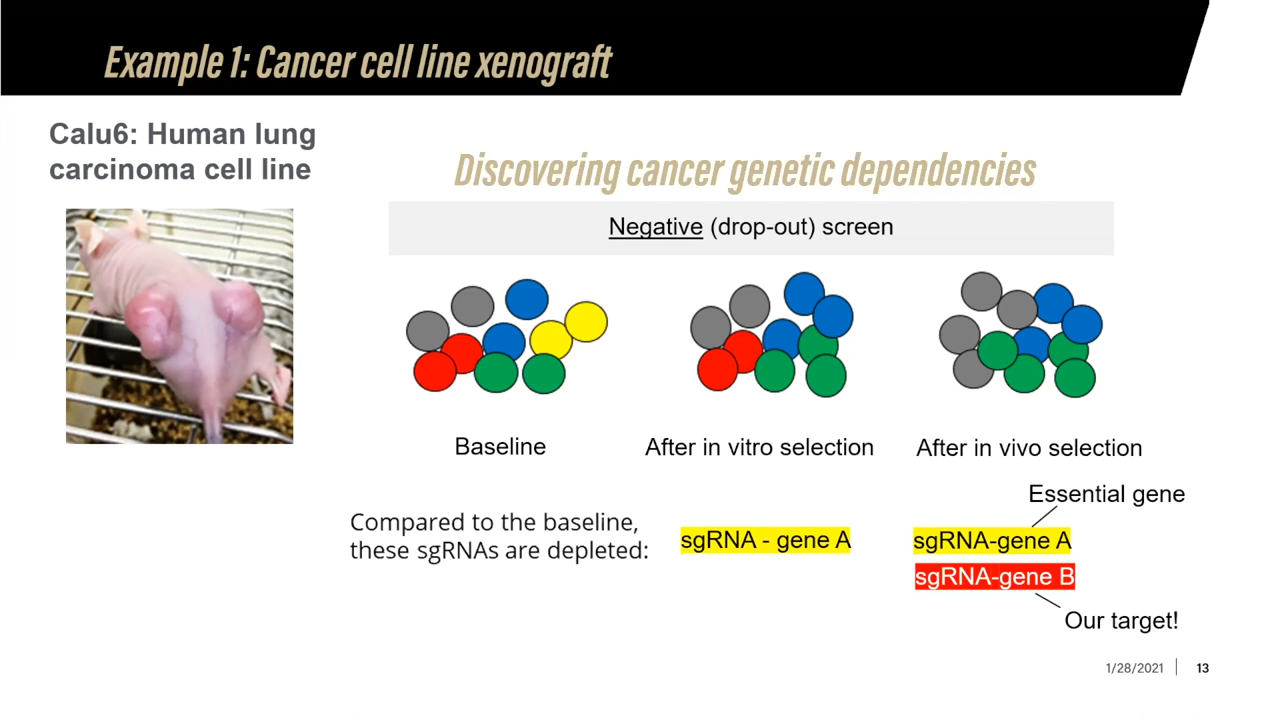 Example 1: Cancer cell line xenograft
Calu6: Human lung
carcinoma cell line
Discovering cancer genetic dependencies
Negative (drop-out) screen
Baseline
After in vitro selection
After in vivo selection
Compared to the baseline,
these sgRNAs are depleted:
sgRNA - gene A
Essential gene
sgRNA-gene A
sgRNA-gene B
Our target!
1/28/2021 13